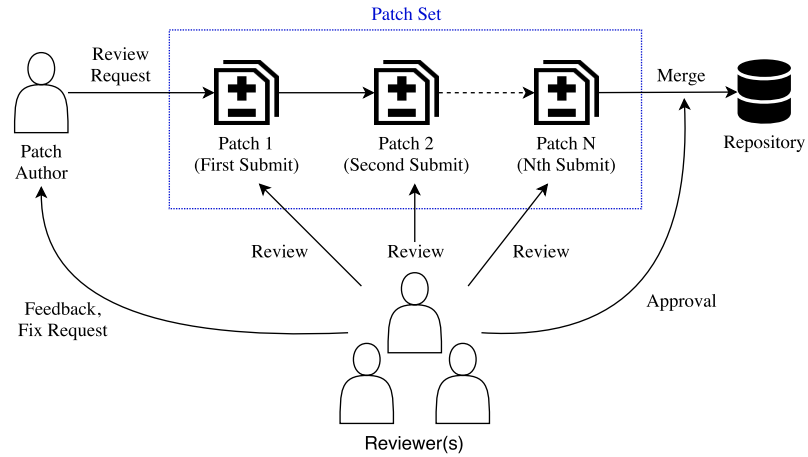 Patch Set
Review
Request
Merge
Patch 1
(First Submit)
Patch 2
(Second Submit)
Patch N
(Nth Submit)
Repository
Patch
Author
Review
Review
Review
Feedback,
Fix Request
Approval
Reviewer(s)